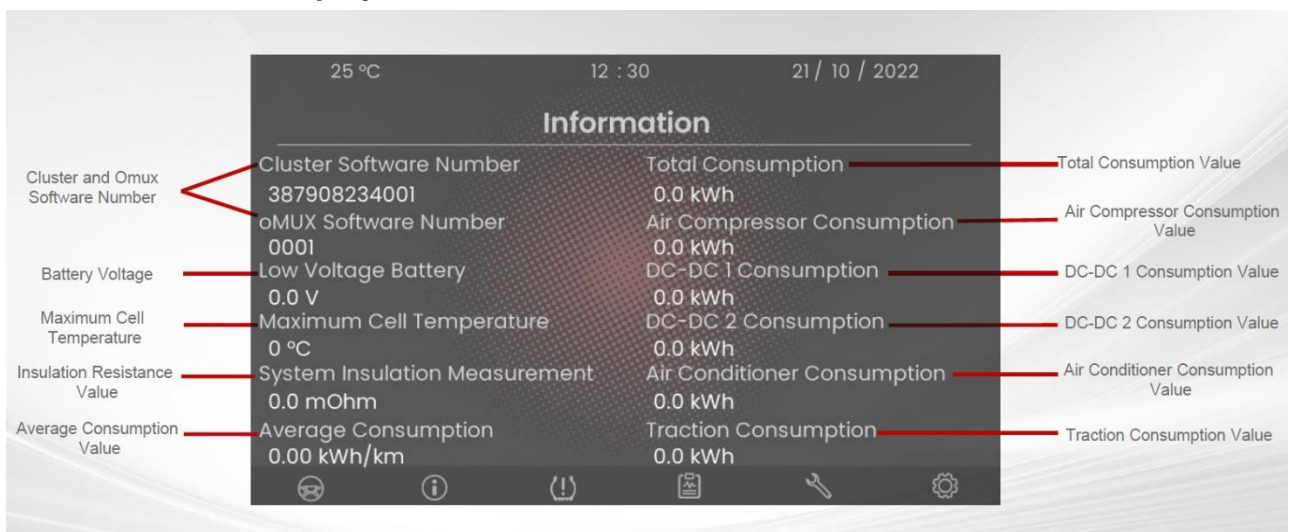 25 ºC 12 : 30 21 / 10 / 2022
Information
Cluster and Omux
Software Number
Cluster Software Number
387908234001
oMUX Software Number
0001
Battery Voltage
Low Voltage Battery
0.0 V
Maximum Cell
Temperature
Maximum Cell Temperature
0 ºC
Insulation Resistance
Value
System Insulation Measurement
0.0 mOhm
Average Consumption
Value
Average Consumption
0.00 kWh/km
Total Consumption
0.0 kWh
Total Consumption Value
Air Compressor Consumption
0.0 kWh
Air Compressor Consumption
Value
DC-DC 1 Consumption
0.0 kWh
DC-DC 1 Consumption Value
DC-DC 2 Consumption
0.0 kWh
DC-DC 2 Consumption Value
Air Conditioner Consumption
0.0 kWh
Air Conditioner Consumption
Value
Traction Consumption
0.0 kWh
Traction Consumption Value